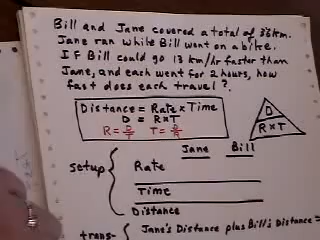 Bill and Jane covered a total of 38km.
Jane ran while Bill went on a bike.
If Bill could go 13 km/hr faster than
Jane, and each went for 2 hours, how
fast does each travel?
Distance = Rate x Time
D = R x T
R = D/T T = D/R
D
R x T
Jane Bill
setup { Rate
Time
Distance
trans- { Jane's Distance plus Bill's Distance =